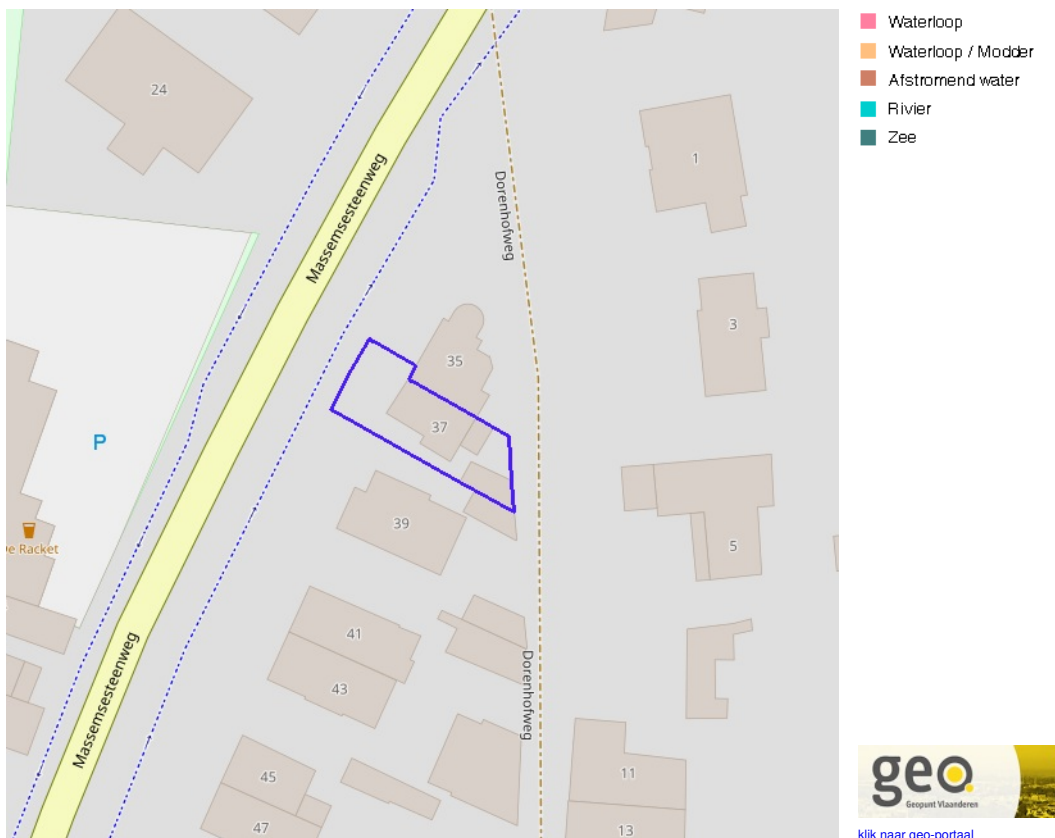 24
Massemsesteenweg
Dorenhofweg
1
3
35
37
P
39
e Racket
5
41
43
Massemsesteenweg
Dorenhofweg
45
47
11
13
Waterloop
Waterloop / Modder
Afstromend water
Rivier
Zee
geo
Geopunt Vlaanderen
klik naar geo-portaal